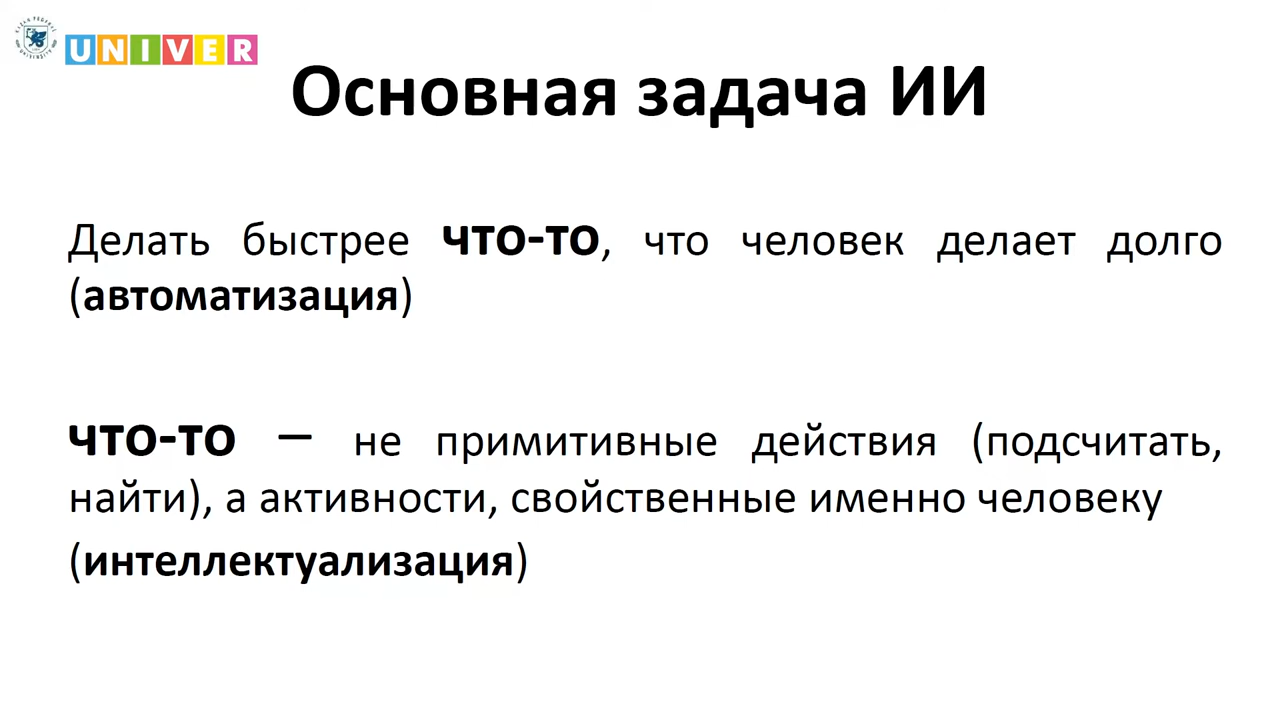 UNIVER
Основная задача ИИ
Делать быстрее что-то, что человек делает долго
(автоматизация)
что-то – не примитивные действия (подсчитать,
найти), а активности, свойственные именно человеку
(интеллектуализация)